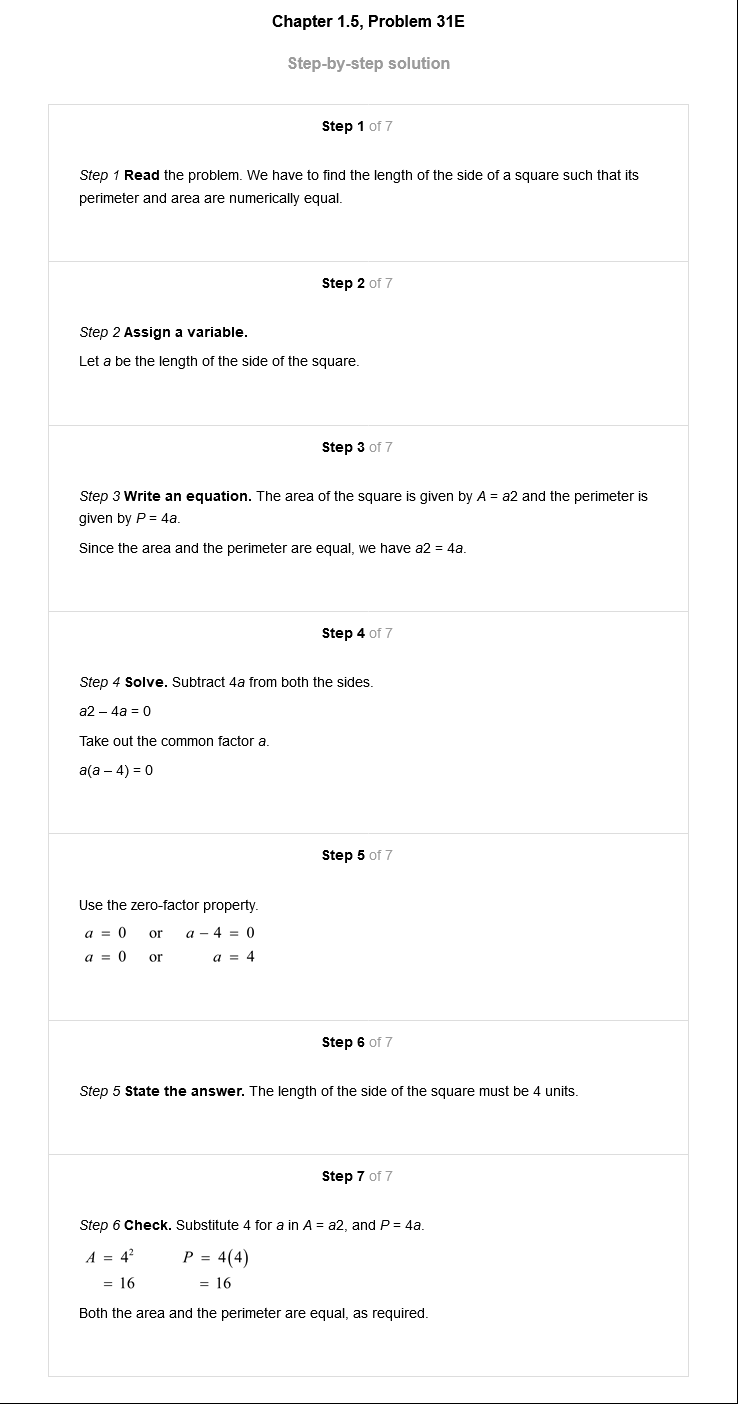 Chapter 1.5, Problem 31E
Step-by-step solution
Step 1 of 7
Step 1 Read the problem. We have to find the length of the side of a square such that its
perimeter and area are numerically equal.
Step 2 of 7
Step 2 Assign a variable.
Let a be the length of the side of the square.
Step 3 of 7
Step 3 Write an equation. The area of the square is given by A = a2 and the perimeter is
given by P = 4a.
Since the area and the perimeter are equal, we have a2 = 4a.
Step 4 of 7
Step 4 Solve. Subtract 4a from both the sides.
a2 – 4a = 0
Take out the common factor a.
a(a – 4) = 0
Step 5 of 7
Use the zero-factor property.
a = 0 or a − 4 = 0
a = 0 or a = 4
Step 6 of 7
Step 5 State the answer. The length of the side of the square must be 4 units.
Step 7 of 7
Step 6 Check. Substitute 4 for a in A = a2, and P = 4a.
A = 4² P = 4(4)
= 16 = 16
Both the area and the perimeter are equal, as required.